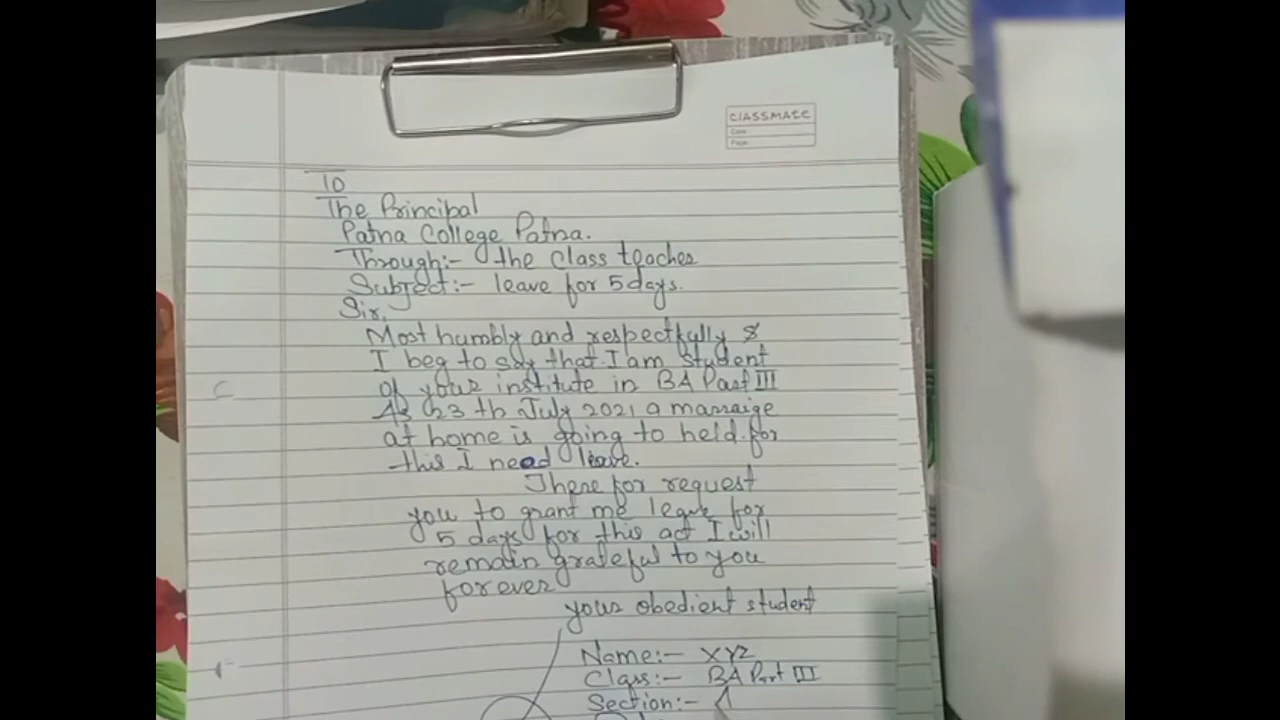 CLASSMATE
Date
Page
To
The Principal
Patna College Patna.
Through:- the class teacher
Subject:- leave for 5 days.
Sir,
Most humbly and respectfully
I beg to say that I am student
of your institute in BA Part III
23 th July 2021 a marraige
at home is going to held for
this I need leave.
There for request
you to grant me leave for
5 days for this act I will
remain grateful to you
for ever
your obedient student
Name:- XYZ
Class:- BA Part III
Section:-